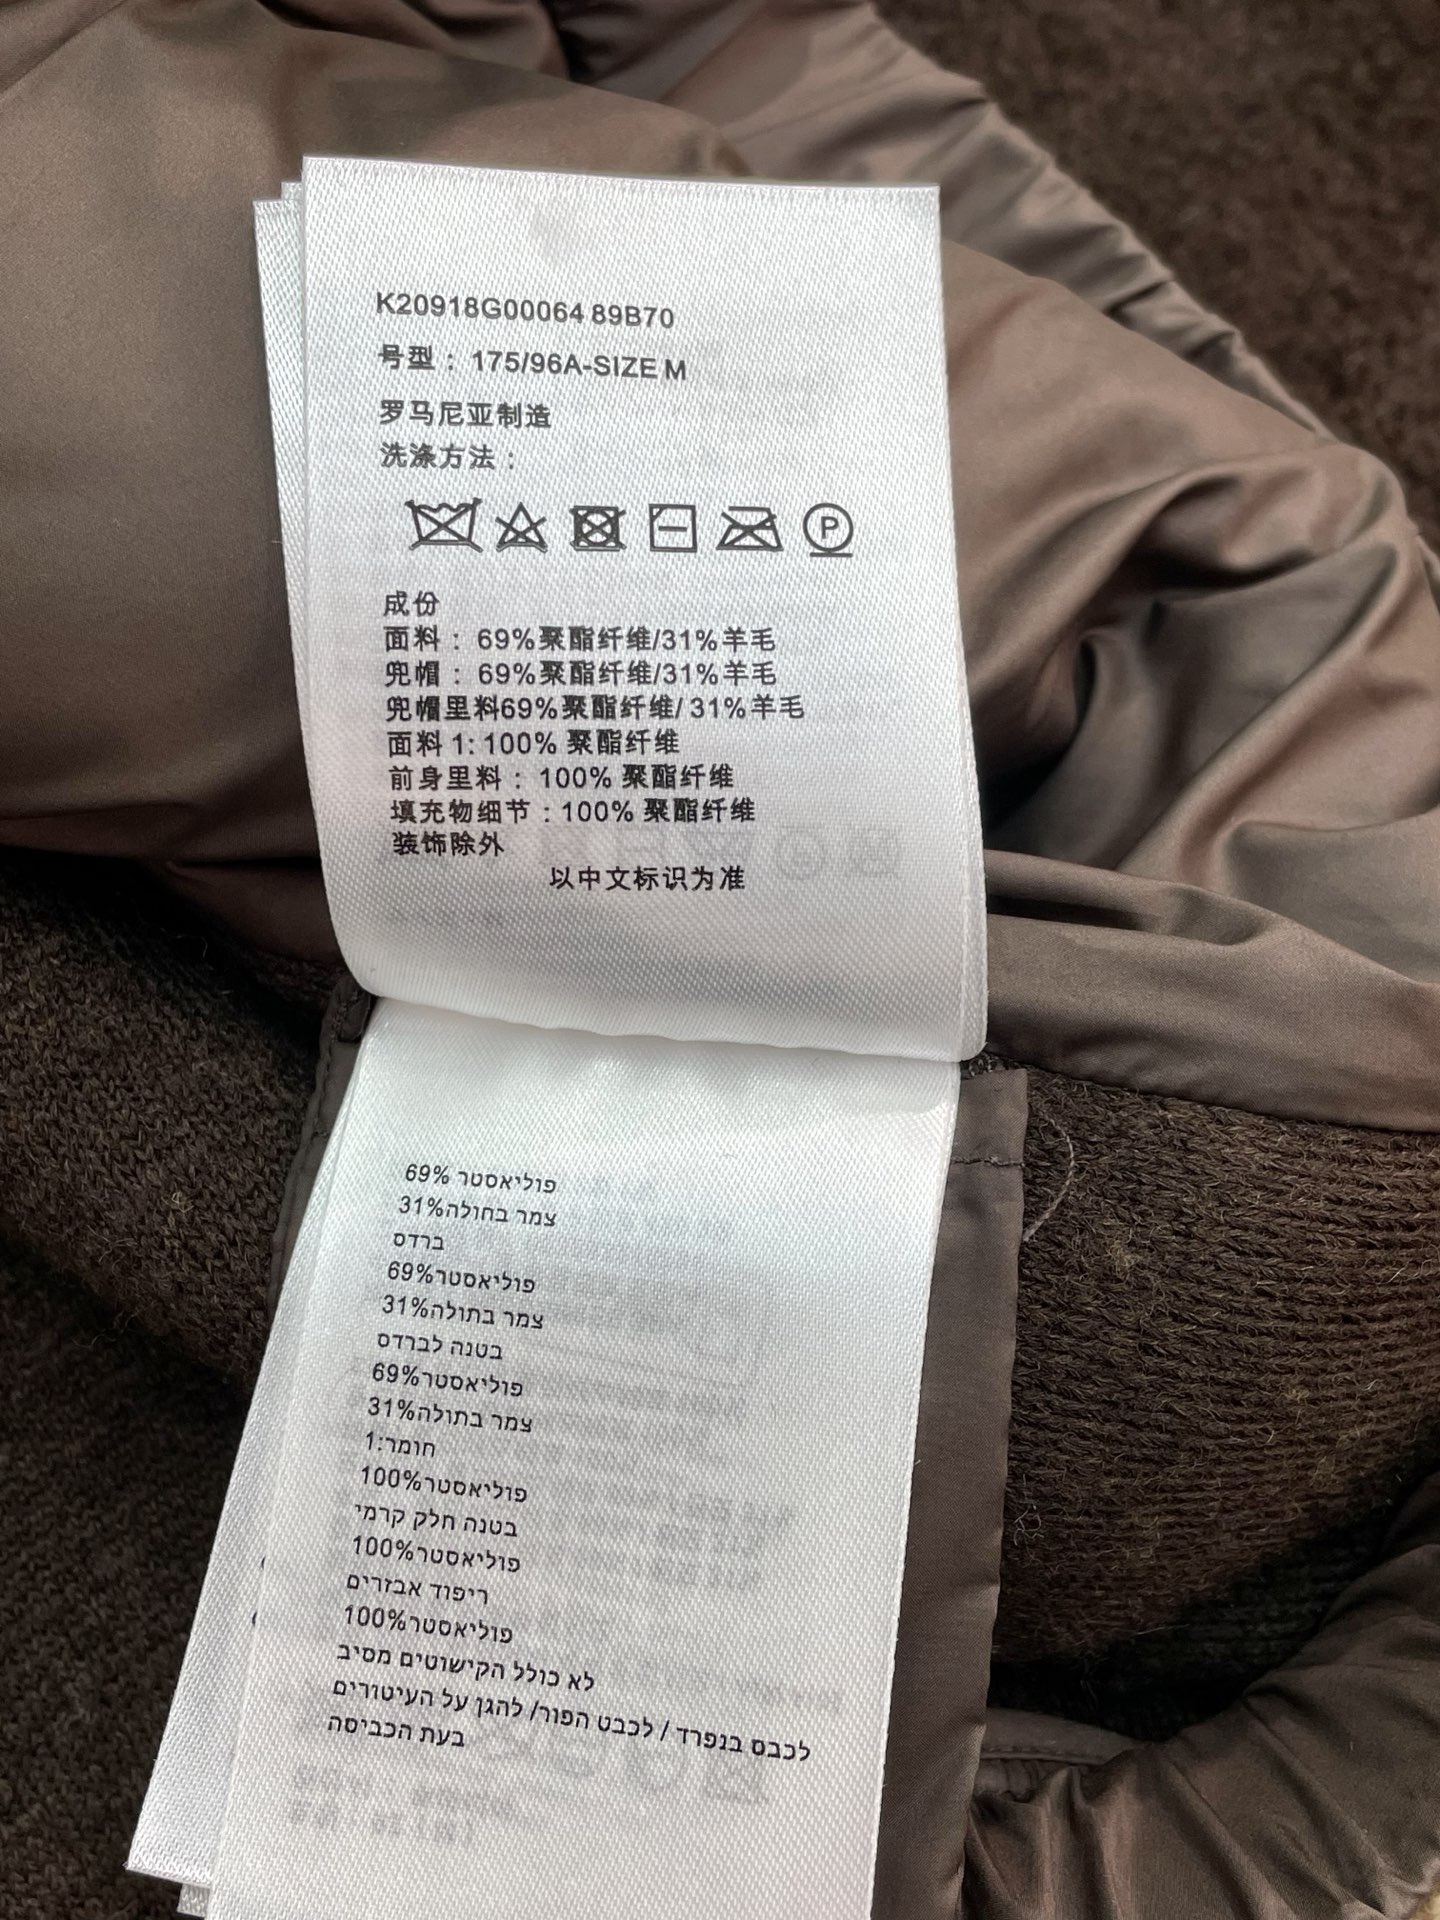 K20918G00064 89B70
号型： 175/96A-SIZE M
罗马尼亚制造
洗涤方法：
P
成份
面料： 69%聚酯纤维/31%羊毛
兜帽： 69%聚酯纤维/31%羊毛
兜帽里料69%聚酯纤维/ 31%羊毛
面料 1: 100% 聚酯纤维
前身里料： 100% 聚酯纤维
填充物细节：100% 聚酯纤维
装饰除外
以中文标识为准
69% פוליאסטר
31%צמר בחולה
ברדס
69%פוליאסטר
31%צמר בתולה
בטנה לברדס
69%פוליאסטר
31%צמר בתולה
חומר:1
100%פוליאסטר
בטנה חלק קרמי
100%פוליאסטר
ריפוד אבזרים
100%פוליאסטר
לא כולל הקישוטים מסיב
לכבס בנפרד / לכבט הפור/ להגן על העיטורים
בעת הכביסה